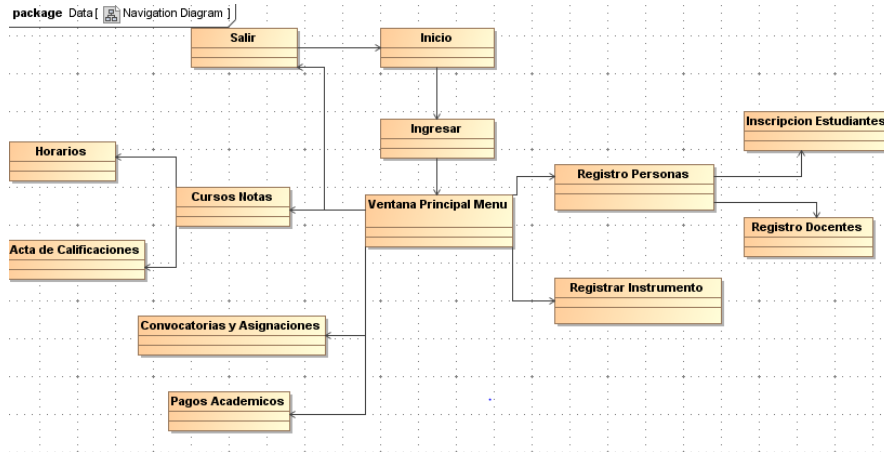 package Data [ Navigation Diagram ]
Salir
Inicio
Ingresar
Inscripcion Estudiantes
Horarios
Registro Personas
Cursos Notas
Ventana Principal Menu
Registro Docentes
Acta de Calificaciones
Registrar Instrumento
Convocatorias y Asignaciones
Pagos Academicos